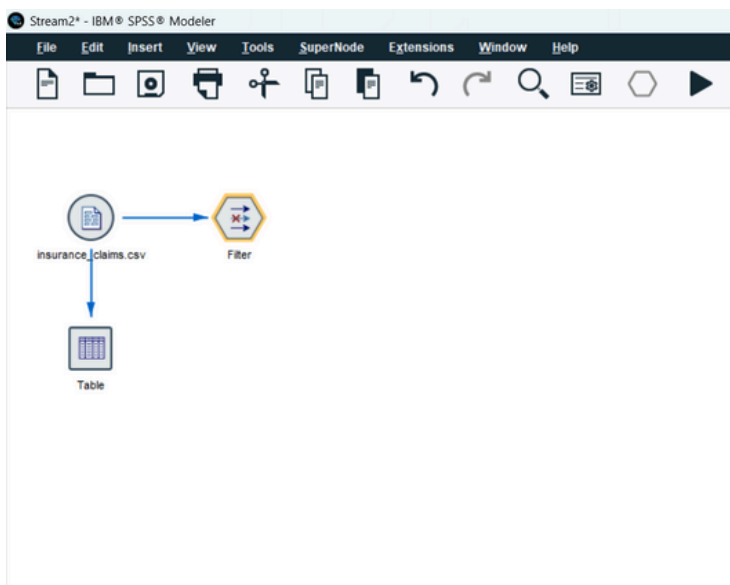 Stream2* - IBM® SPSS® Modeler
File Edit Insert View Tools SuperNode Extensions Window Help
insurance_claims.csv Filter
Table